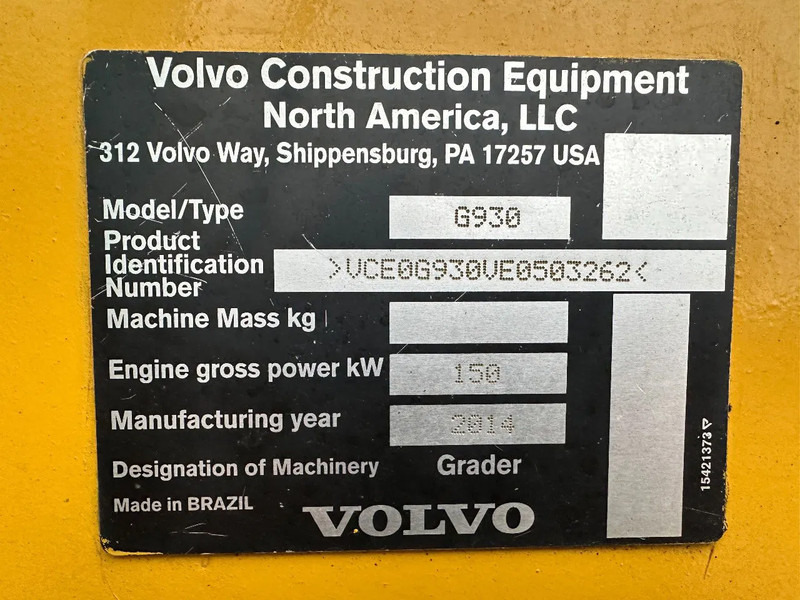 Volvo Construction Equipment
North America, LLC
312 Volvo Way, Shippensburg, PA 17257 USA
Model/Type G930
Product
Identification >VCE0G930VE0503262<
Number
Machine Mass kg
Engine gross power kW 150
Manufacturing year 2014
Designation of Machinery Grader
Made in BRAZIL
VOLVO
15421373